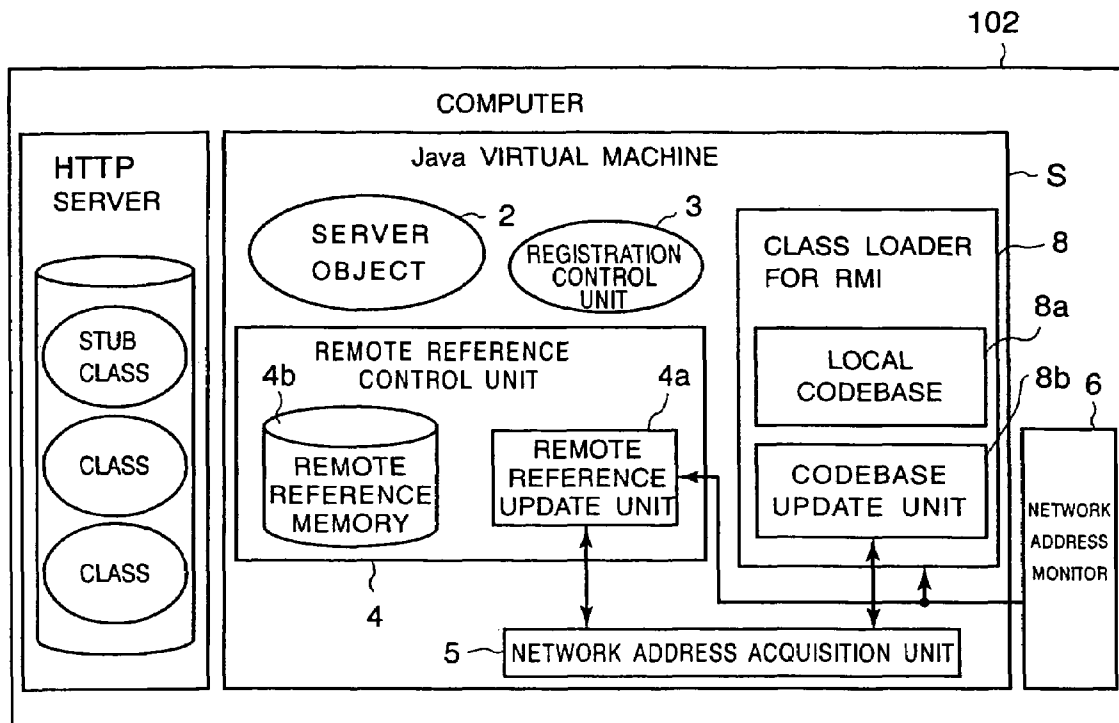 102
COMPUTER
HTTP
SERVER
STUB
CLASS
CLASS
CLASS
Java VIRTUAL MACHINE
S
2
SERVER
OBJECT
3
REGISTRATION
CONTROL
UNIT
CLASS LOADER
FOR RMI
8
8a
LOCAL
CODEBASE
8b
CODEBASE
UPDATE UNIT
REMOTE REFERENCE
CONTROL UNIT
4b
REMOTE
REFERENCE
MEMORY
4a
REMOTE
REFERENCE
UPDATE UNIT
4
5
NETWORK ADDRESS ACQUISITION UNIT
6
NETWORK
ADDRESS
MONITOR